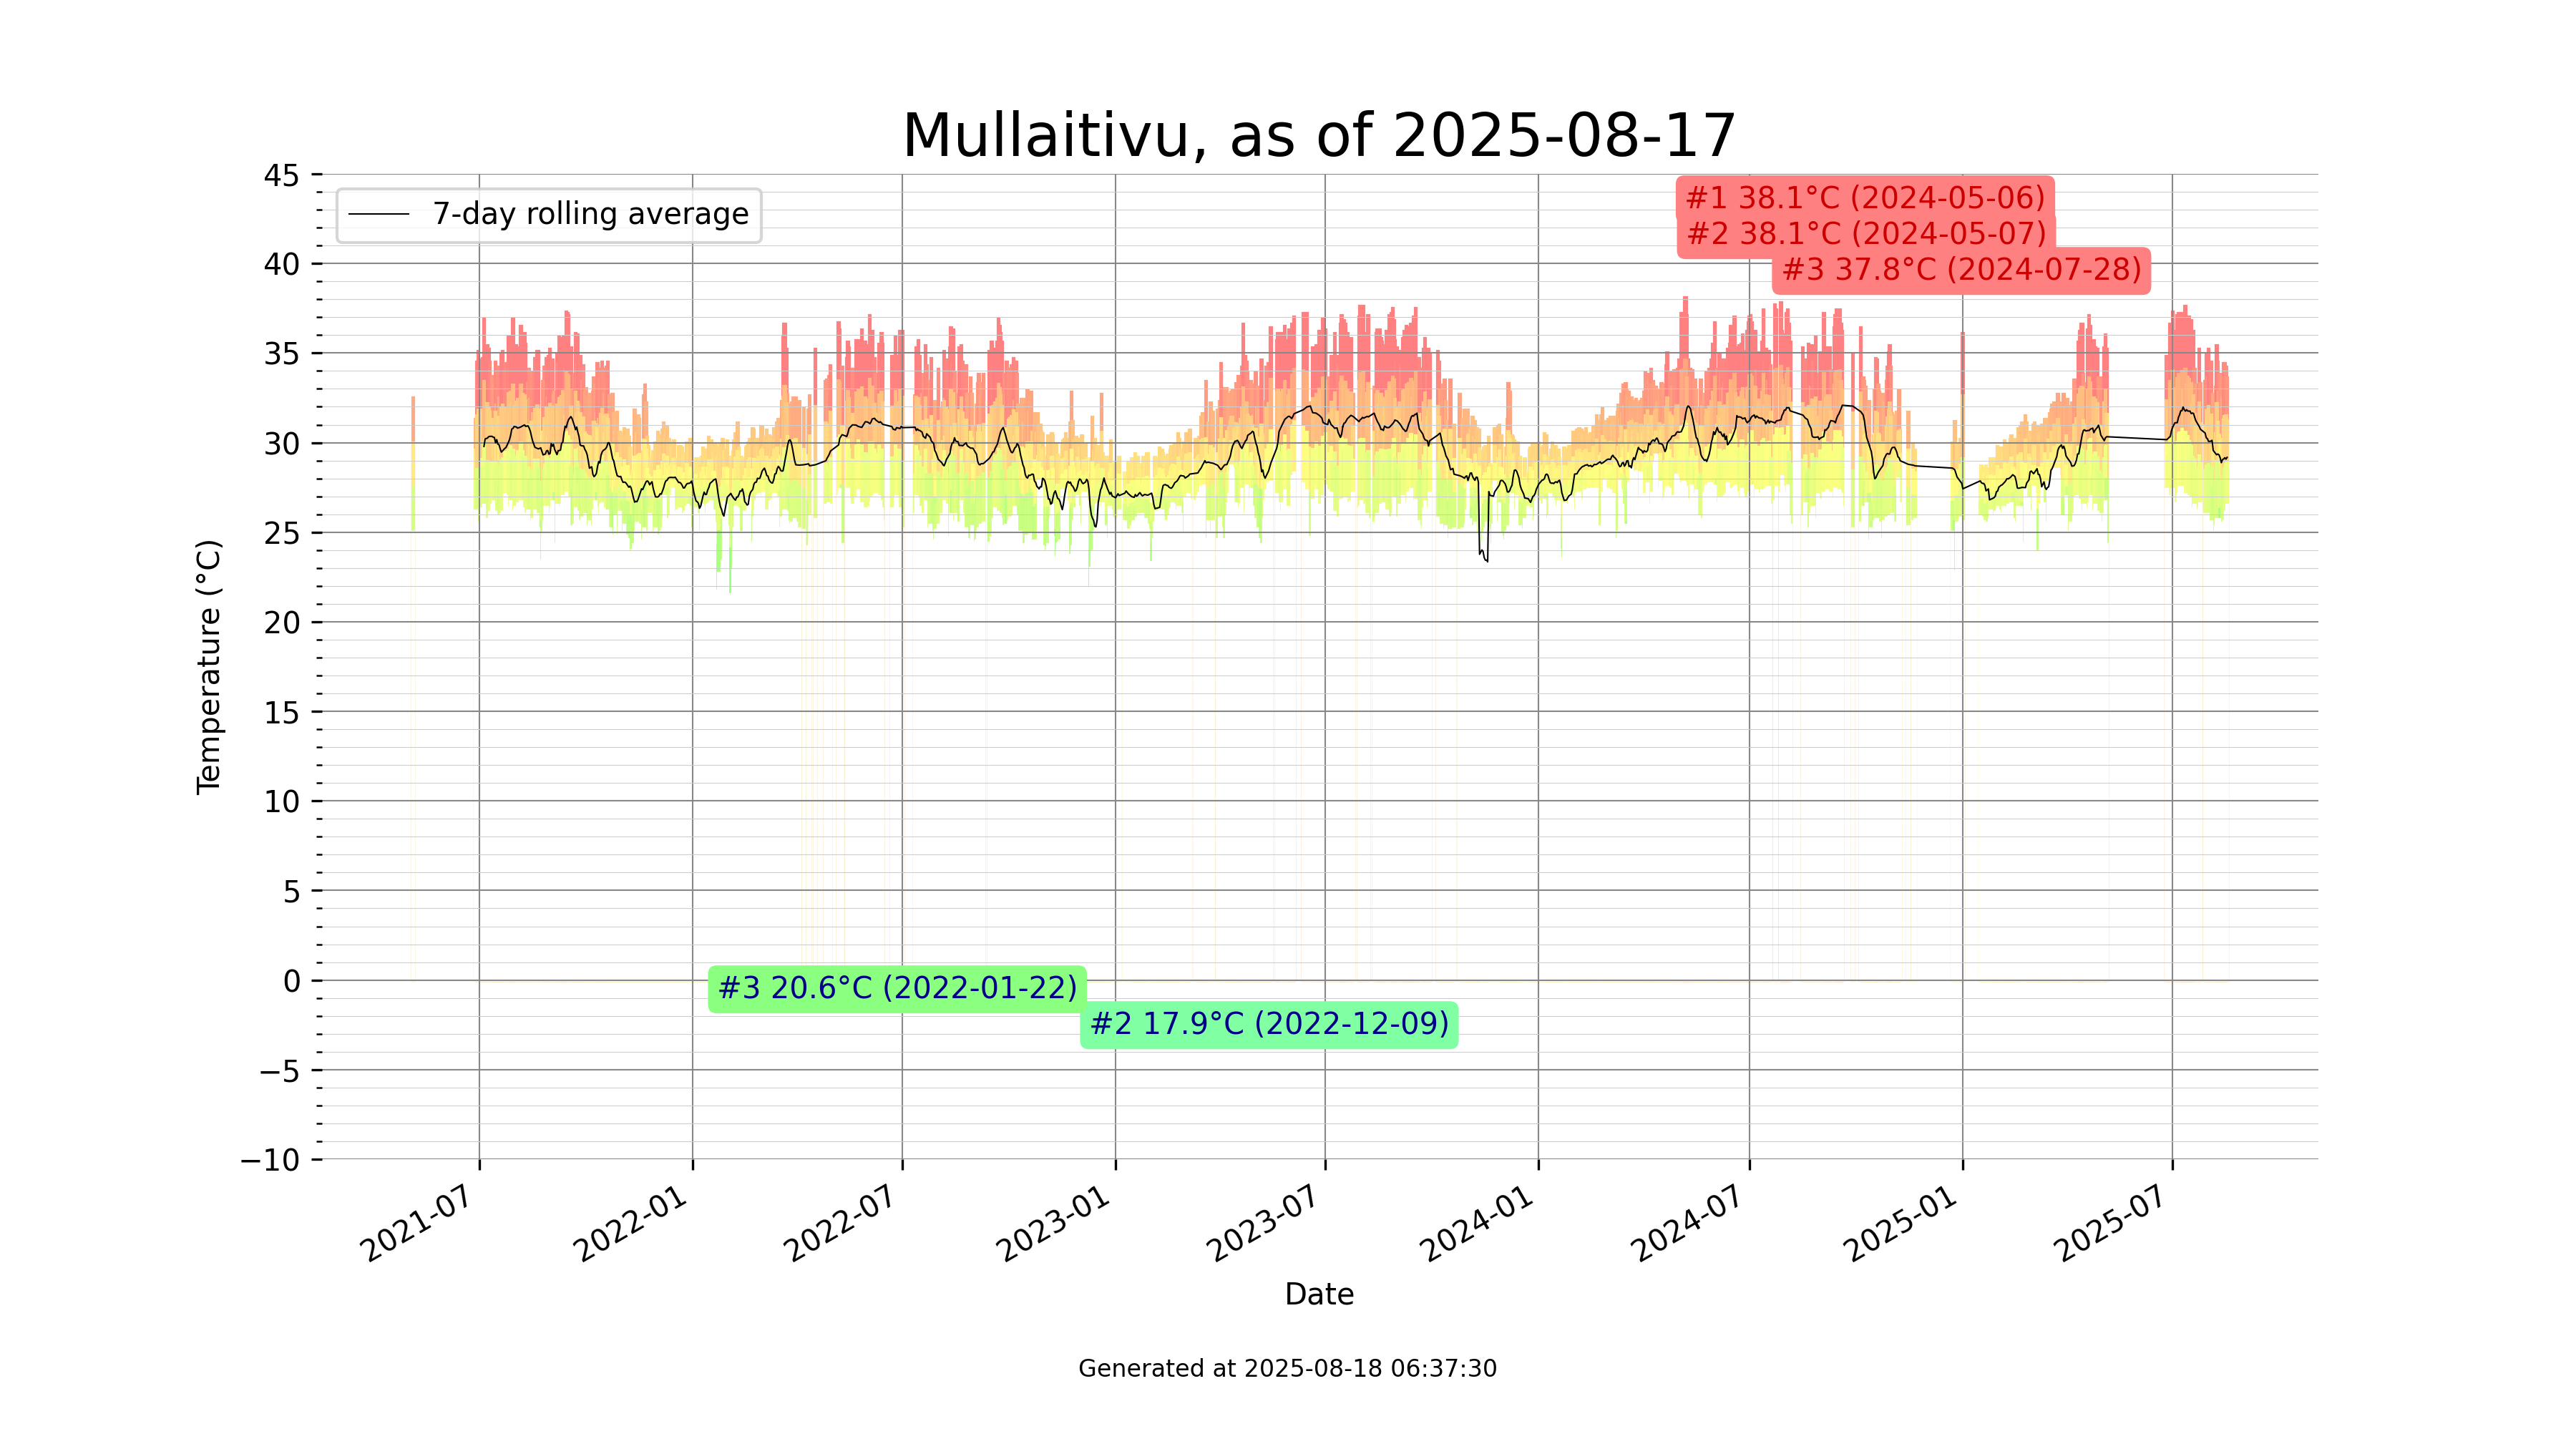 Mullaitivu, as of 2025-08-17
7-day rolling average
#1 38.1°C (2024-05-06)
#2 38.1°C (2024-05-07)
#3 37.8°C (2024-07-28)
#3 20.6°C (2022-01-22)
#2 17.9°C (2022-12-09)
Temperature (°C)
45
40
35
30
25
20
15
10
5
0
−5
−10
2021-07
2022-01
2022-07
2023-01
2023-07
2024-01
2024-07
2025-01
2025-07
Date
Generated at 2025-08-18 06:37:30